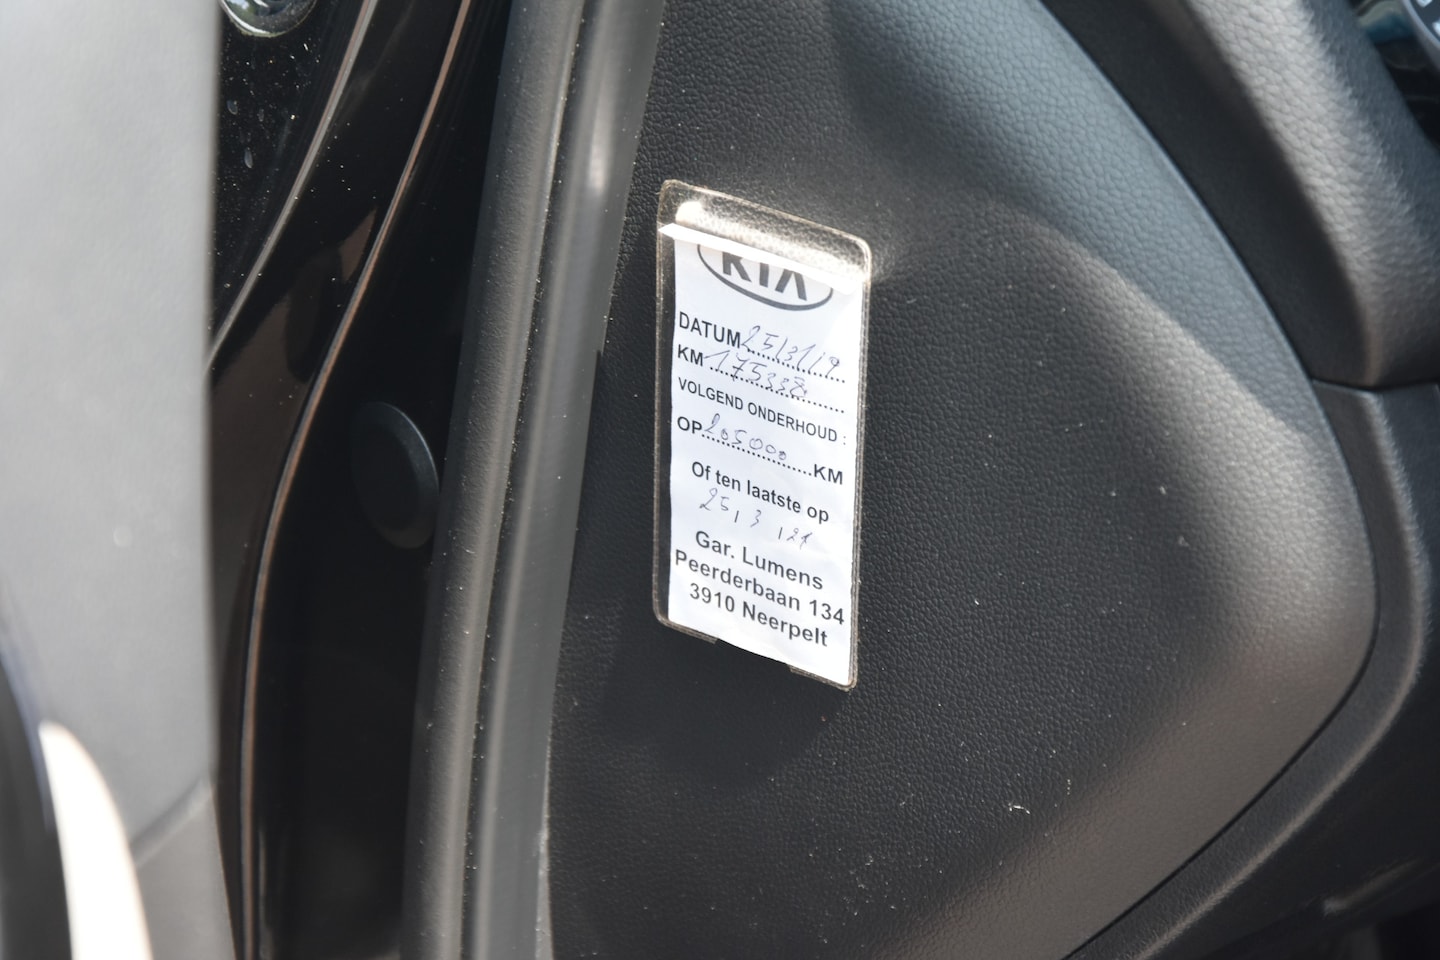 KIA
DATUM 25/3/19
KM 175338
VOLGEND ONDERHOUD :
OP 205000 KM
Of ten laatste op
25/3/21
Gar. Lumens
Peerderbaan 134
3910 Neerpelt